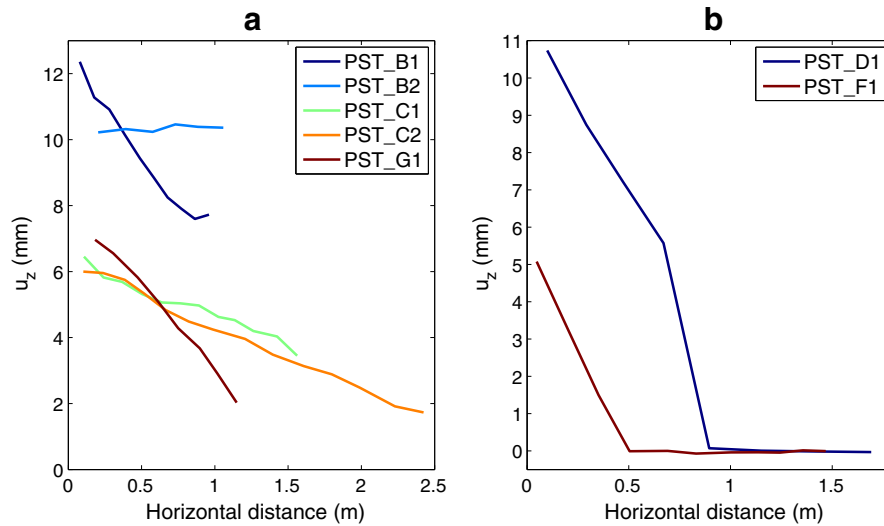 a
12
10
8
6
4
2
0
u_z (mm)
0
0.5
1
1.5
2
2.5
Horizontal distance (m)
PST_B1
PST_B2
PST_C1
PST_C2
PST_G1
b
11
10
9
8
7
6
5
4
3
2
1
0
u_z (mm)
0
0.5
1
1.5
Horizontal distance (m)
PST_D1
PST_F1